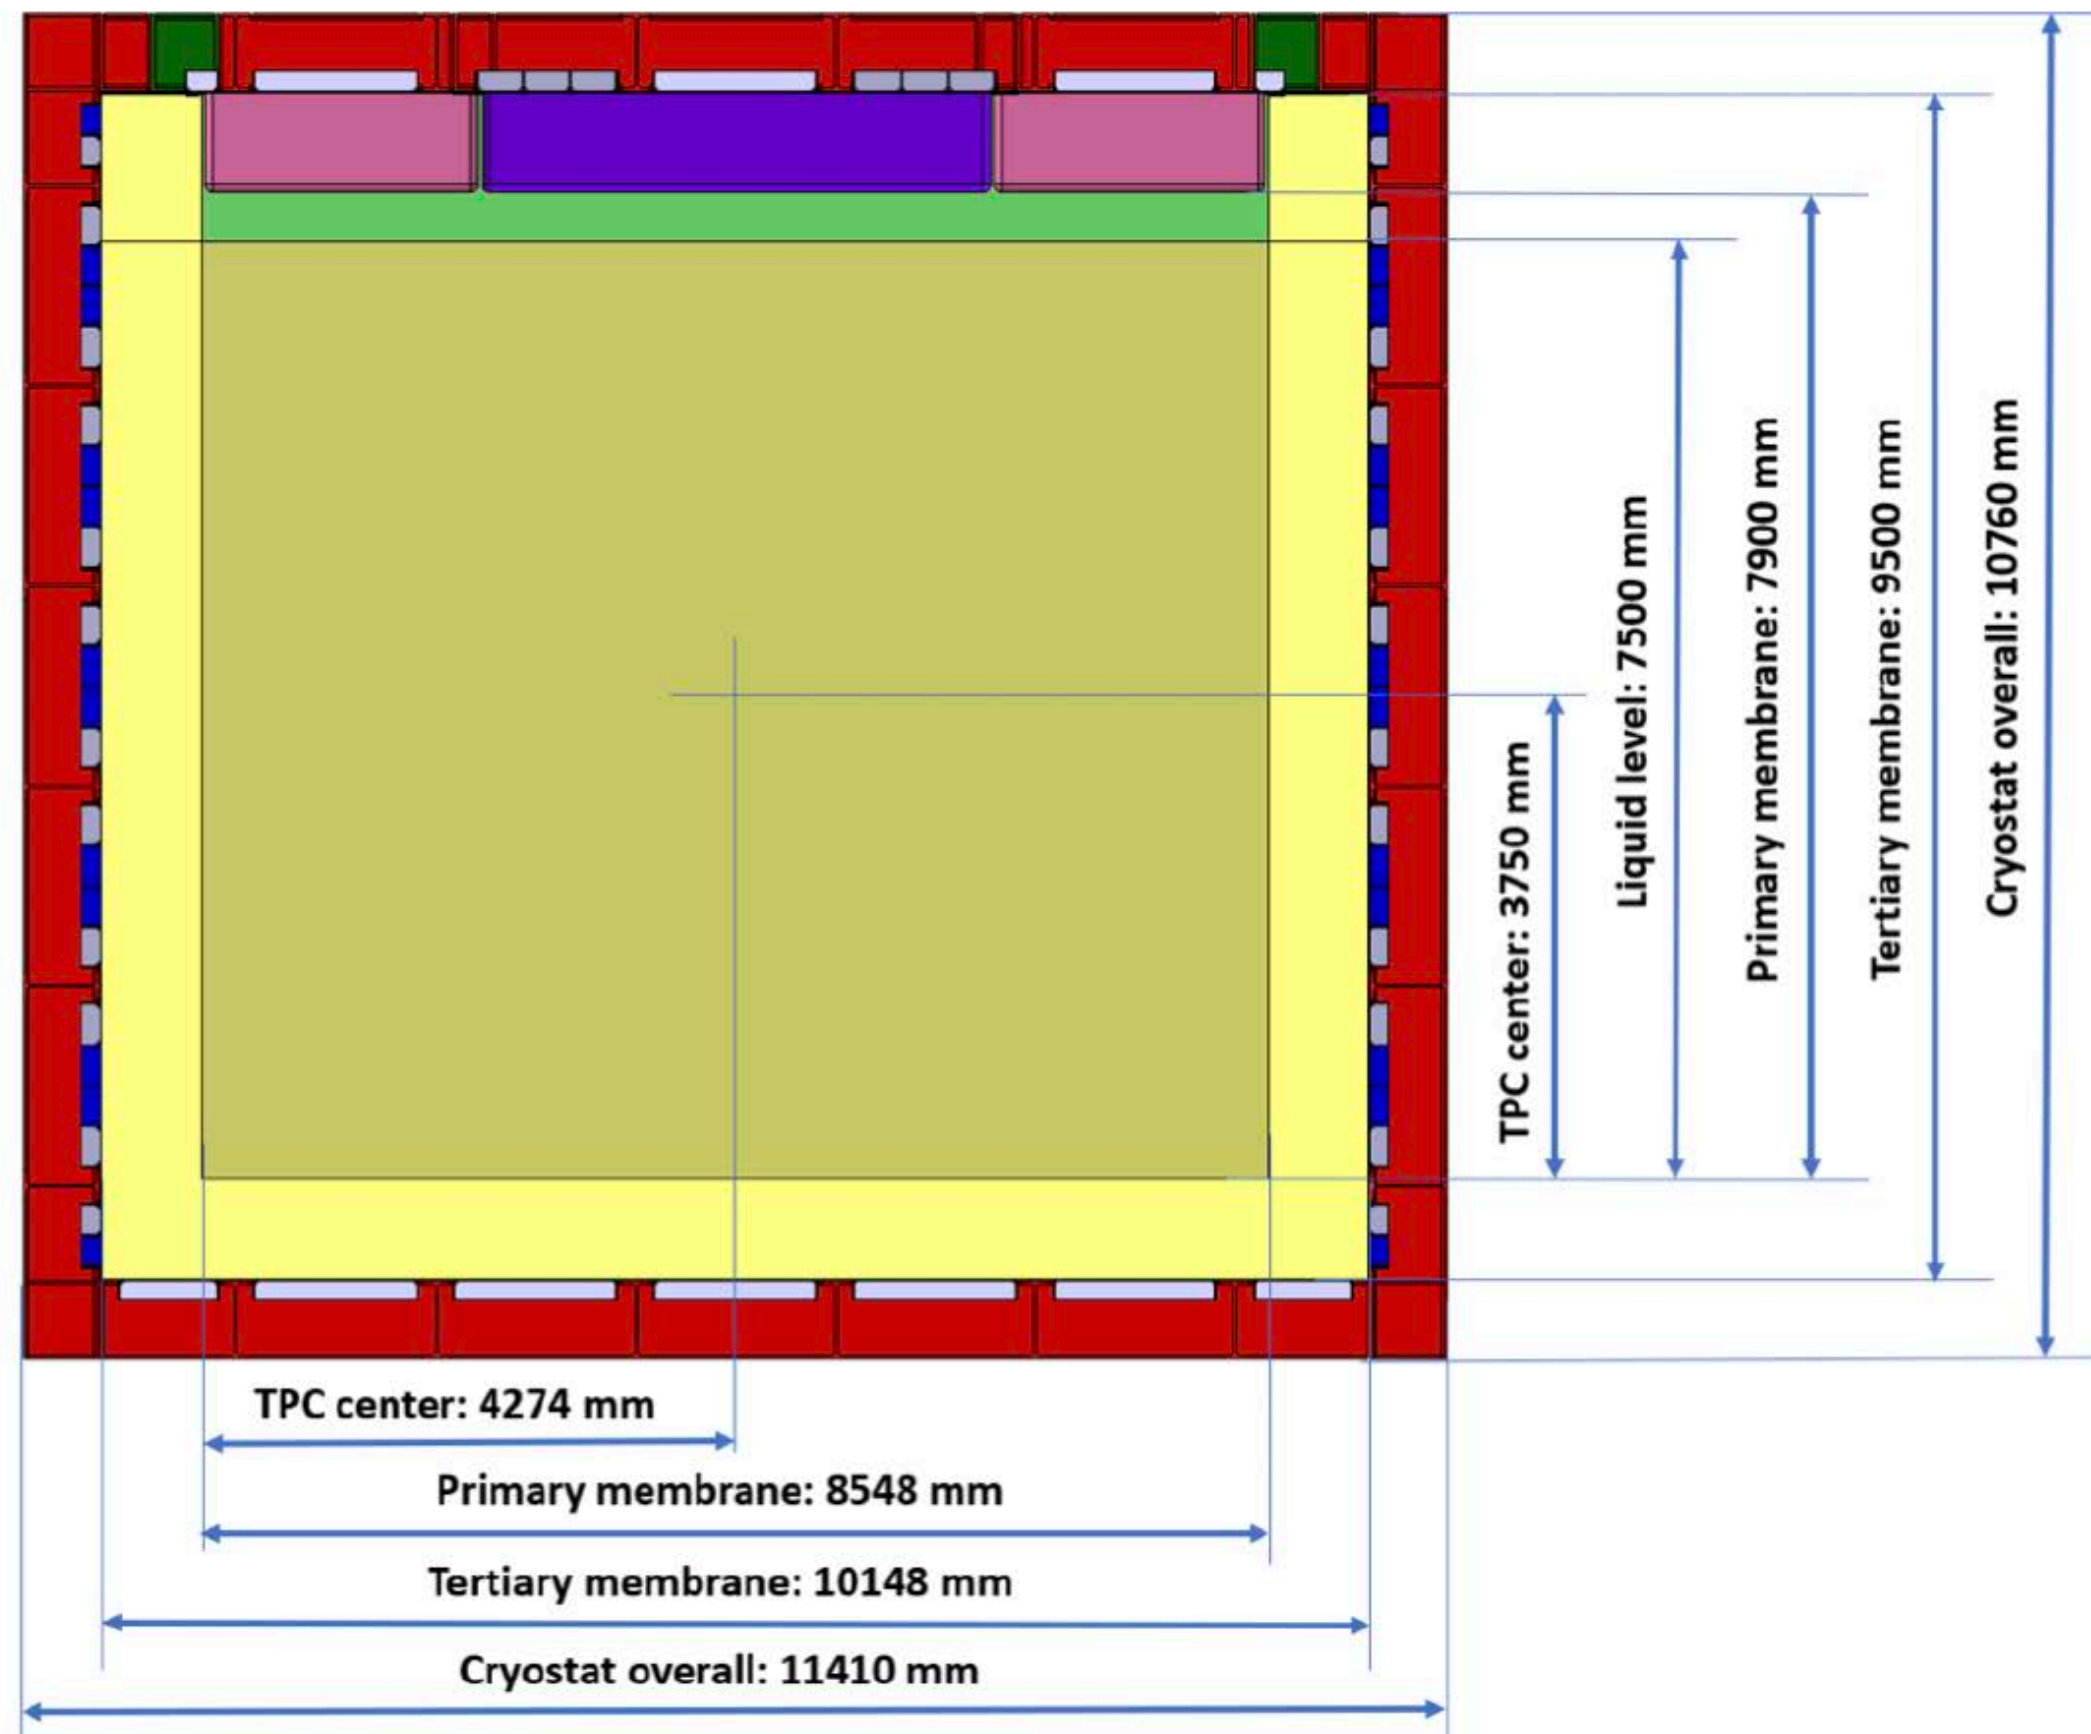 TPC center: 3750 mm
Liquid level: 7500 mm
Primary membrane: 7900 mm
Tertiary membrane: 9500 mm
Cryostat overall: 10760 mm
TPC center: 4274 mm
Primary membrane: 8548 mm
Tertiary membrane: 10148 mm
Cryostat overall: 11410 mm